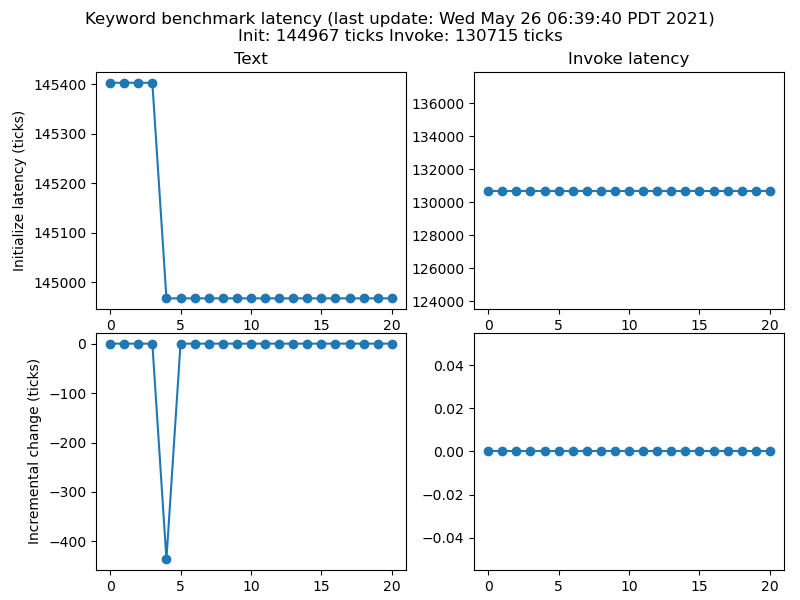 Keyword benchmark latency (last update: Wed May 26 06:39:40 PDT 2021)
Init: 144967 ticks Invoke: 130715 ticks
Text
Initialize latency (ticks)
145400
145300
145200
145100
145000
0 5 10 15 20
Invoke latency
136000
134000
132000
130000
128000
126000
124000
0 5 10 15 20
Incremental change (ticks)
0
−100
−200
−300
−400
0 5 10 15 20
0.04
0.02
0.00
−0.02
−0.04
0 5 10 15 20